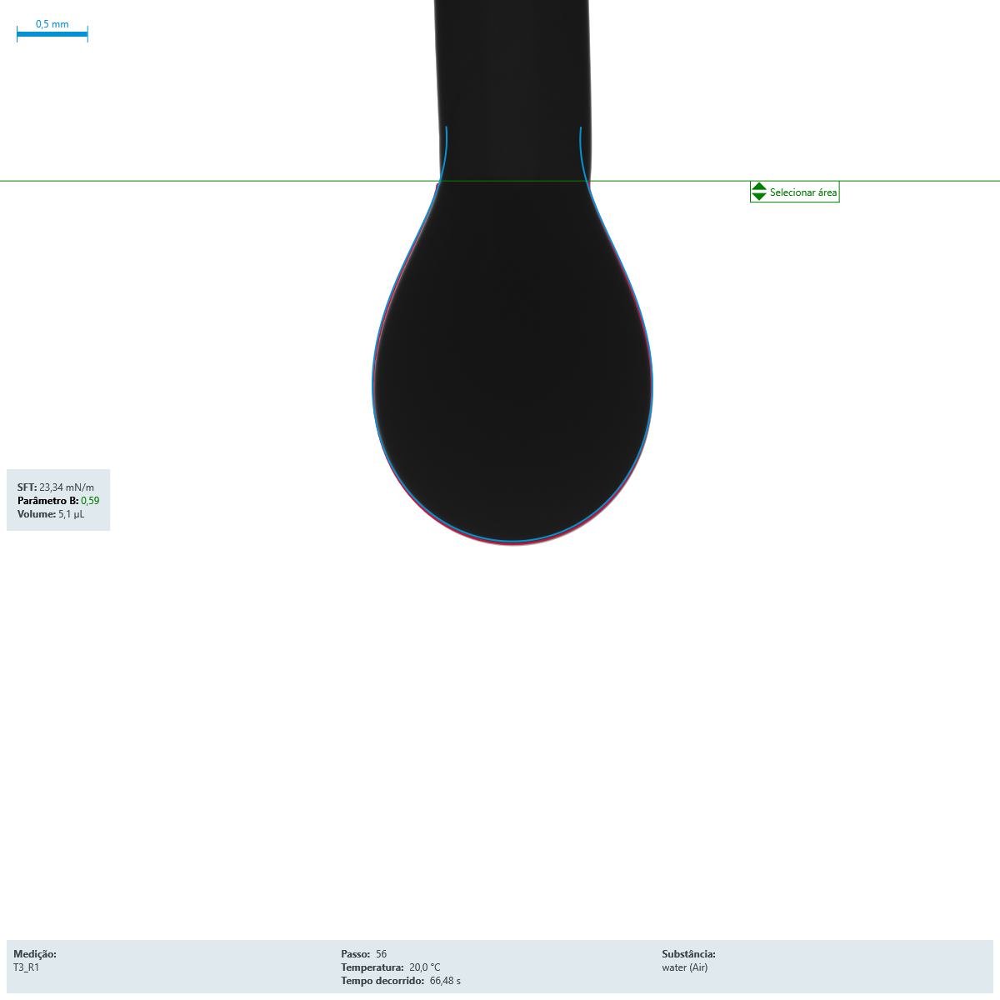 0,5 mm
Selecionar área
SFT: 23,34 mN/m
Parâmetro B: 0,59
Volume: 5,1 µL
Medição:
T3_R1
Passo: 56
Temperatura: 20,0 °C
Tempo decorrido: 66,48 s
Substância:
water (Air)